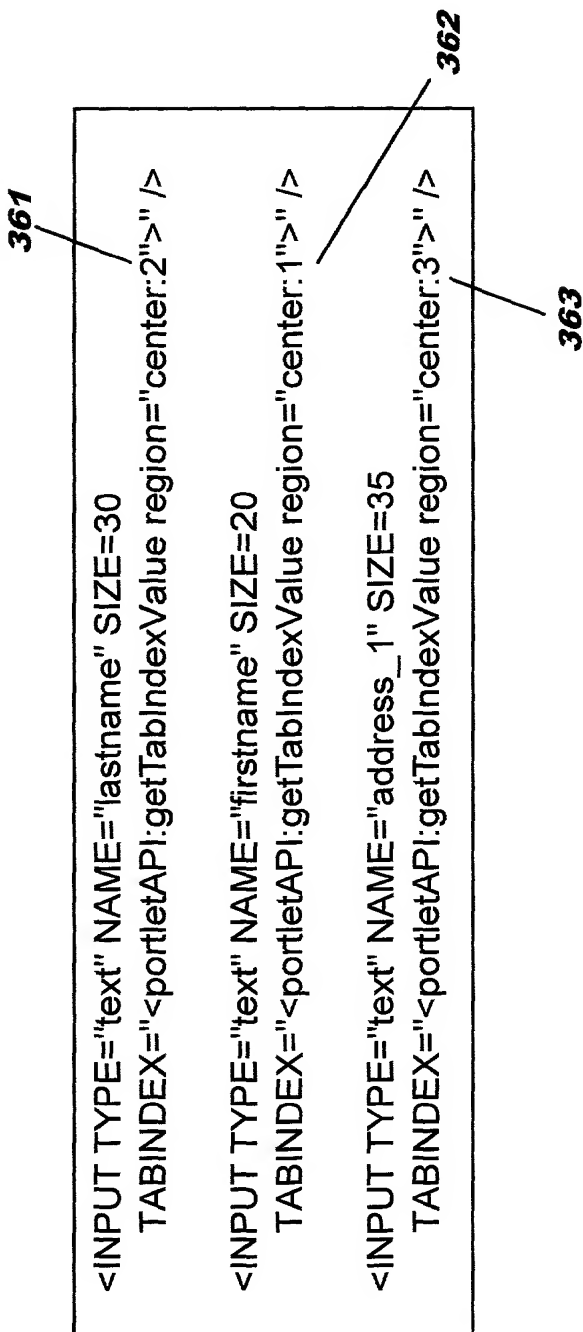 <INPUT TYPE="text" NAME="lastname" SIZE=30
TABINDEX="<portletAPI:getTabIndexValue region="center:2">" />
361
<INPUT TYPE="text" NAME="firstname" SIZE=20
TABINDEX="<portletAPI:getTabIndexValue region="center:1">" />
362
<INPUT TYPE="text" NAME="address_1" SIZE=35
TABINDEX="<portletAPI:getTabIndexValue region="center:3">" />
363